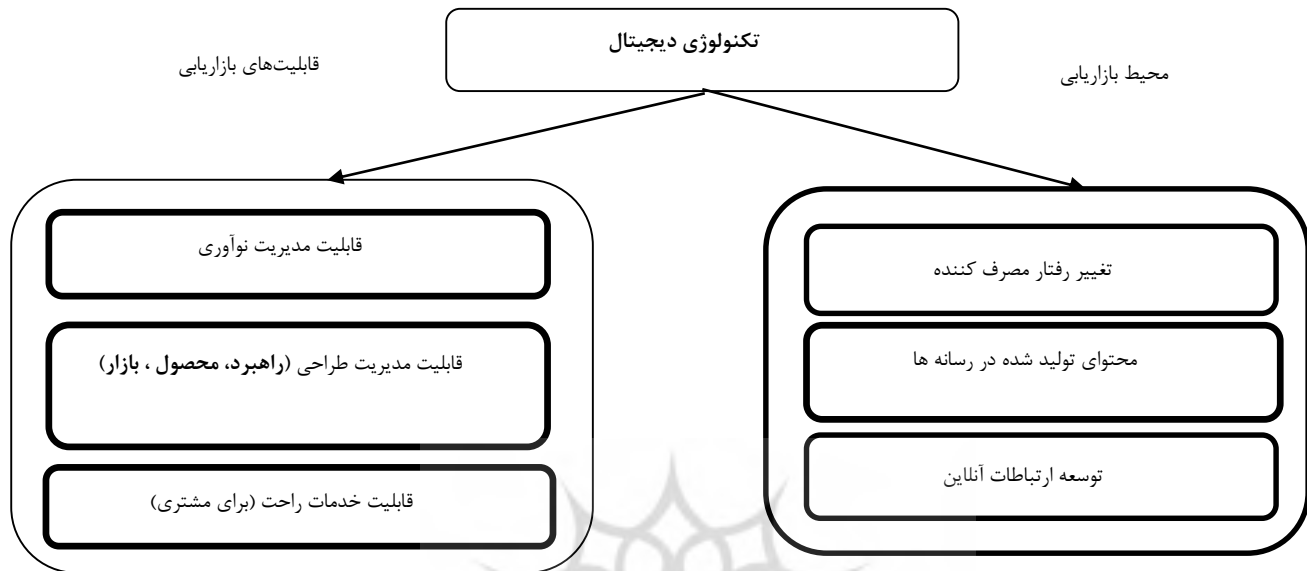 تکنولوژی دیجیتال
محیط بازاریابی
قابلیت‌های بازاریابی
تغییر رفتار مصرف کننده
محتوای تولید شده در رسانه ها
توسعه ارتباطات آنلاین
قابلیت مدیریت نوآوری
قابلیت مدیریت طراحی (راهبرد، محصول ، بازار)
قابلیت خدمات راحت (برای مشتری)